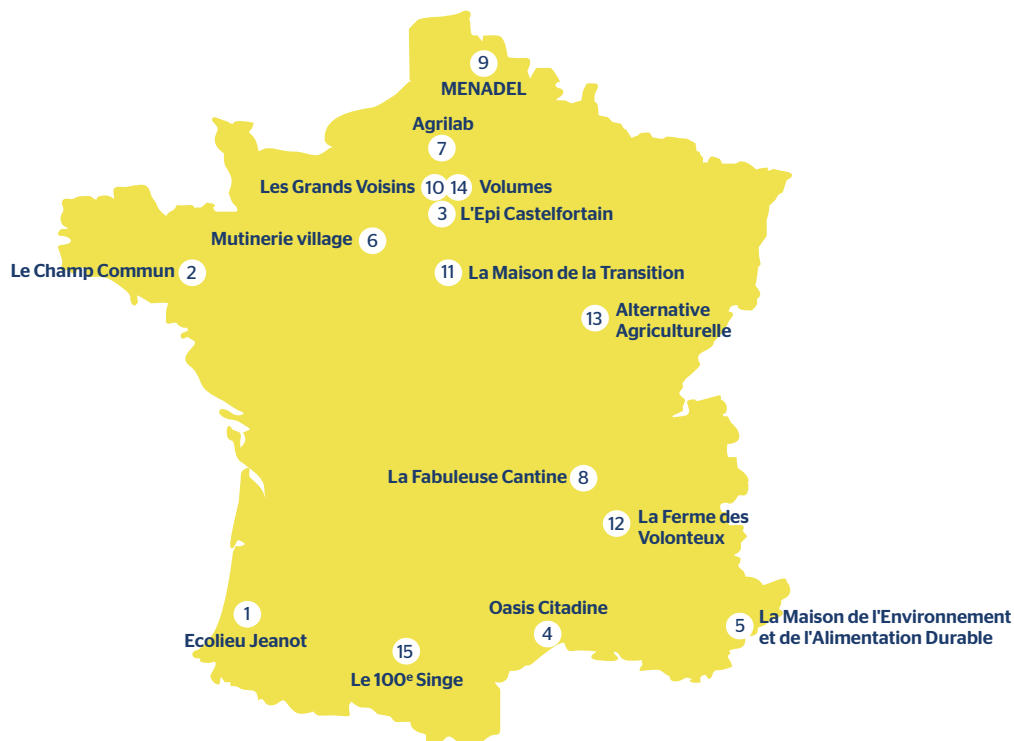 9
MENADEL
Agrilab
7
Les Grands Voisins 10 14 Volumes
3 L'Epi Castelfortain
Mutinerie village 6
Le Champ Commun 2
11 La Maison de la Transition
13 Alternative
Agriculturelle
La Fabuleuse Cantine 8
12 La Ferme des
Volonteux
1
Ecolieu Jeanot
Oasis Citadine
4
5 La Maison de l'Environnement
et de l'Alimentation Durable
15
Le 100ᵉ Singe